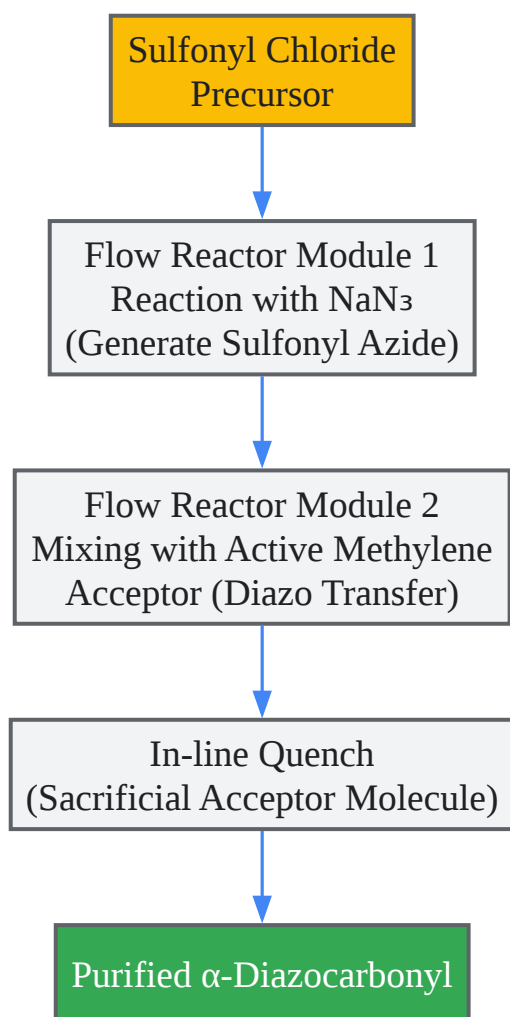 Sulfonyl Chloride
Precursor
Flow Reactor Module 1
Reaction with NaN₃
(Generate Sulfonyl Azide)
Flow Reactor Module 2
Mixing with Active Methylene
Acceptor (Diazo Transfer)
In-line Quench
(Sacrificial Acceptor Molecule)
Purified α-Diazocarbonyl